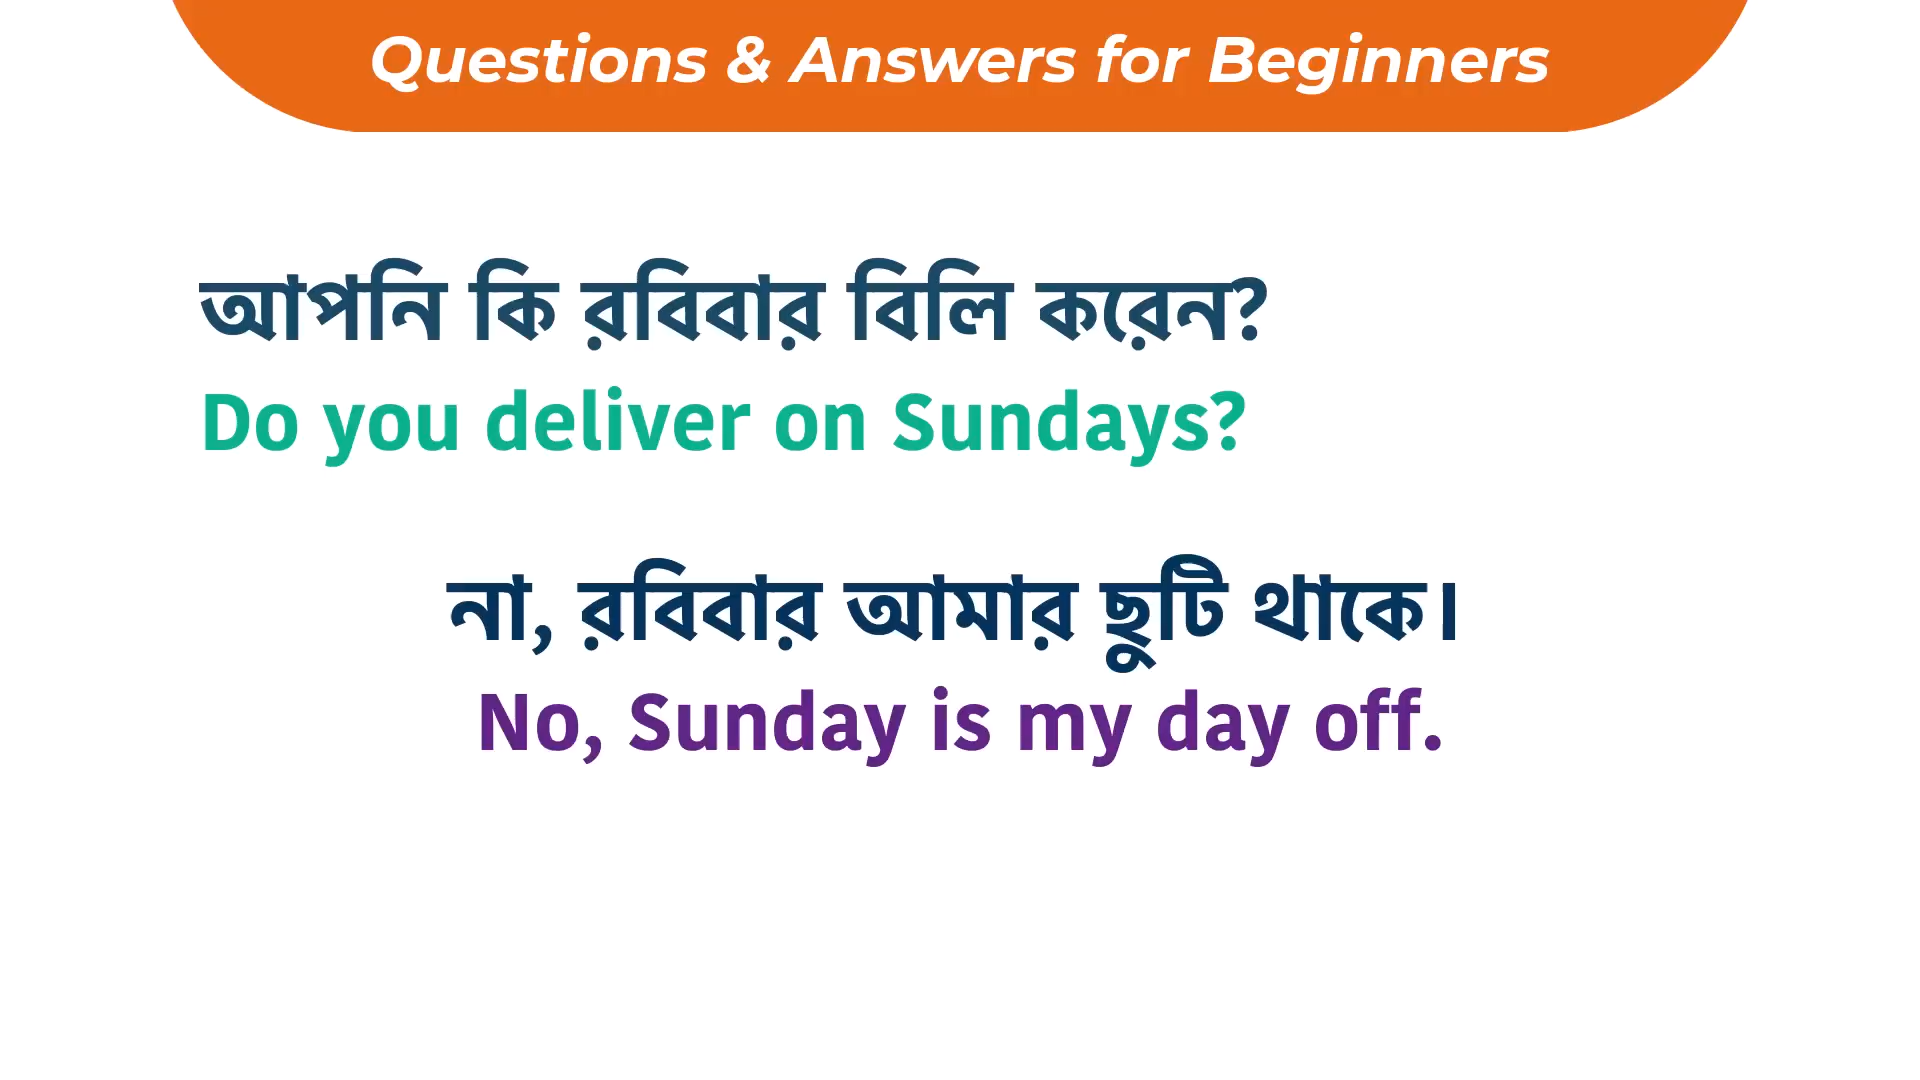 Questions & Answers for Beginners
আপনি কি রবিবার বিলি করেন?
Do you deliver on Sundays?
না, রবিবার আমার ছুটি থাকে।
No, Sunday is my day off.